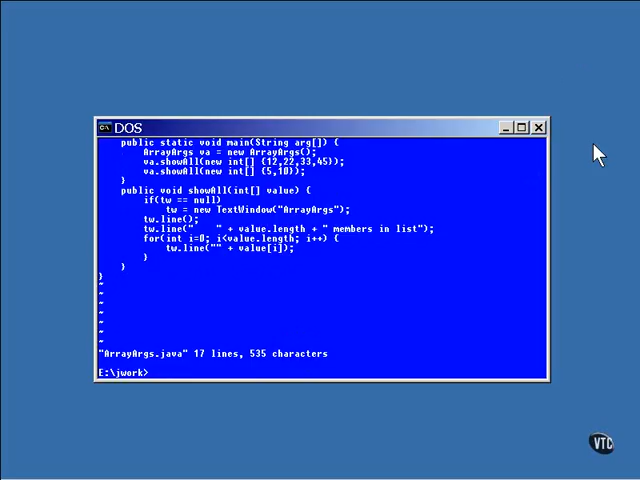 DOS
public static void main(String arg[]) {
ArrayArgs va = new ArrayArgs();
va.showAll(new int[] {12,22,33,45});
va.showAll(new int[] {5,10});
}
public void showAll(int[] value) {
if(tw == null)
tw = new TextWindow("ArrayArgs");
tw.line();
tw.line("    " + value.length + " members in list");
for(int i=0; i<value.length; i++) {
tw.line("" + value[i]);
}
}
}
~
~
~
~
~
~
~
"ArrayArgs.java" 17 lines, 535 characters
E:\jwork>
VTC